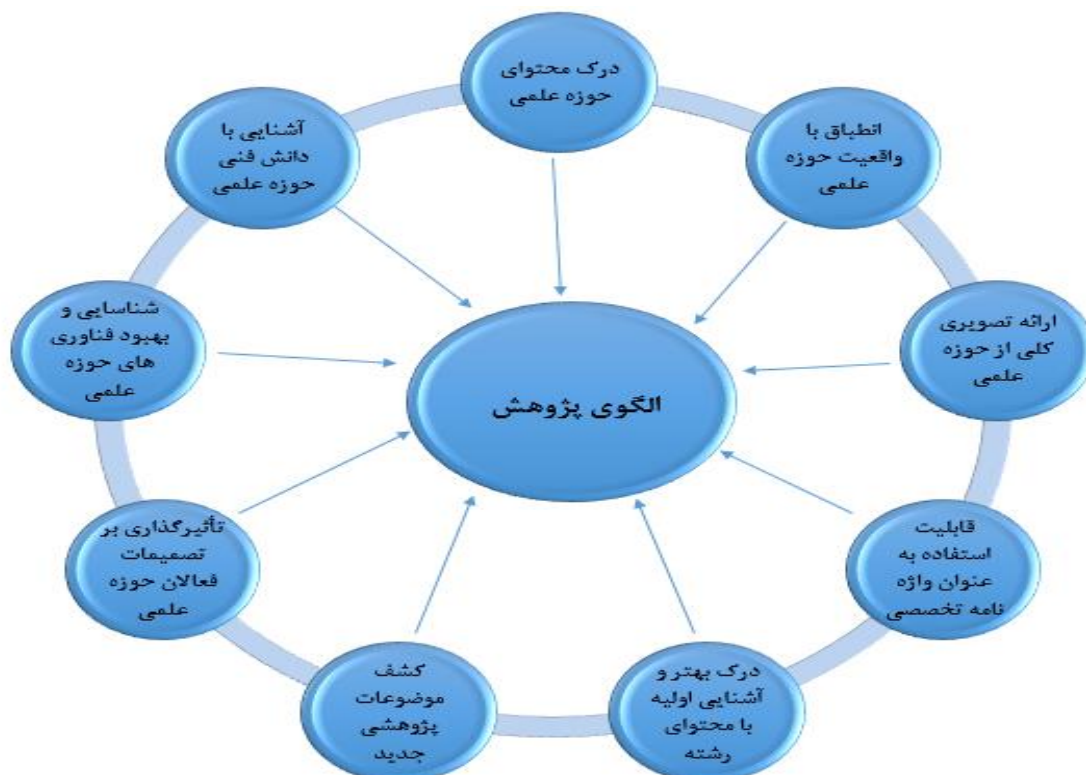 درک محتوای
حوزه علمی
انطباق با
واقعیت حوزه
علمی
ارائه تصویری
کلی از حوزه
علمی
قابلیت
استفاده به
عنوان واژه
نامه تخصصی
درک بهتر و
آشنایی اولیه
با محتوای
رشته
کشف
موضوعات
پژوهشی
جدید
تأثیرگذاری بر
تصمیمات
فعالان حوزه
علمی
شناسایی و
بهبود فناوری
های حوزه
علمی
آشنایی با
دانش فنی
حوزه علمی
الگوی پژوهش